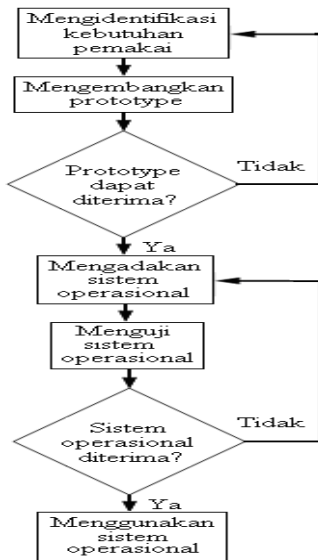 Mengidentifikasi
kebutuhan
pemakai
Mengembangkan
prototype
Prototype
dapat
diterima?
Tidak
Ya
Mengadakan
sistem
operasional
Menguji
sistem
operasional
Sistem
operasional
diterima?
Tidak
Ya
Menggunakan
sistem
operasional